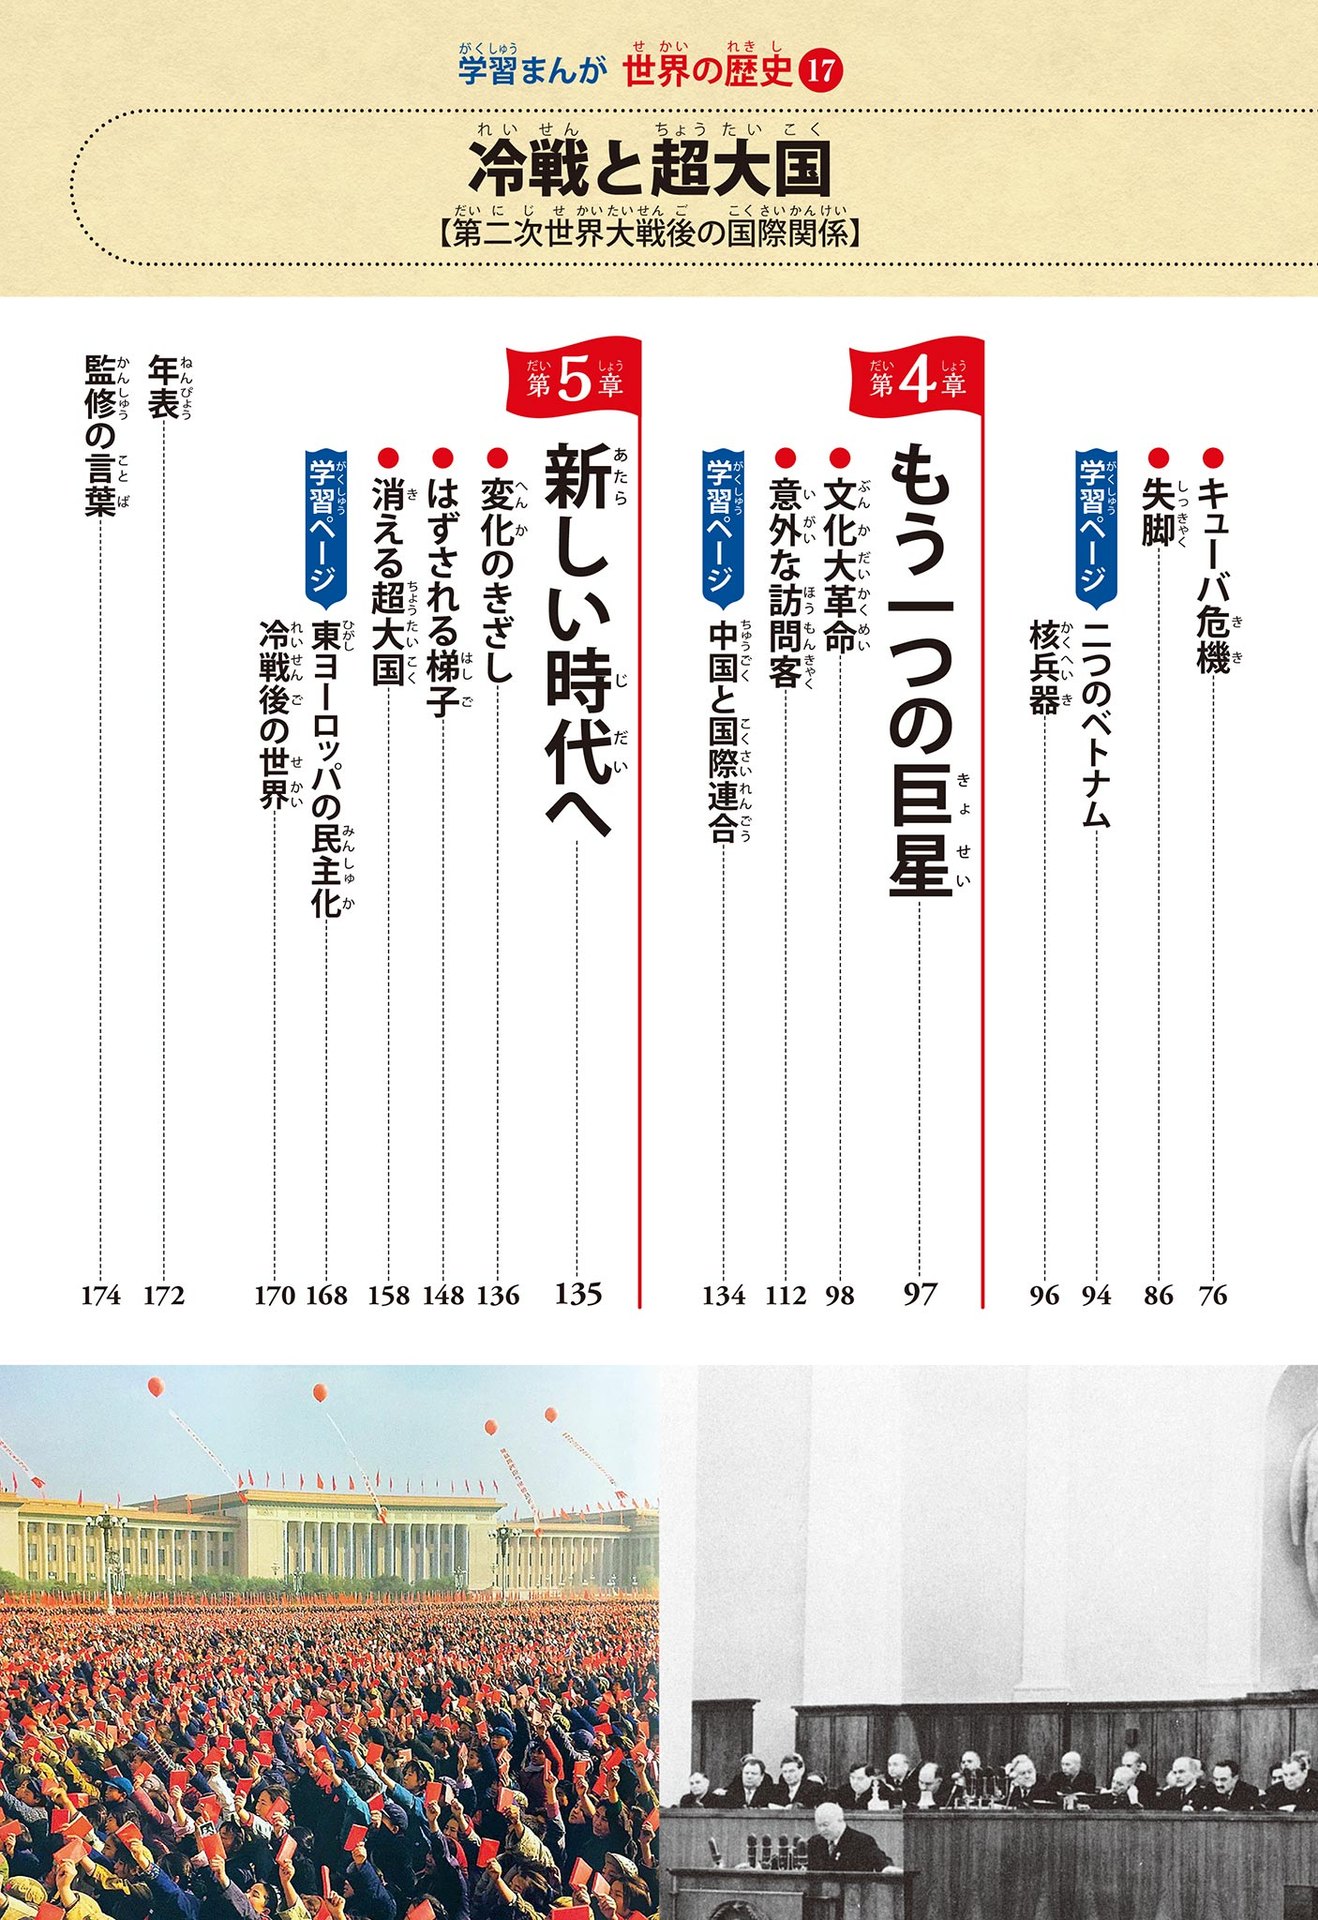 学習まんが 世界の歴史17
冷戦と超大国
【第二次世界大戦後の国際関係】
キューバ危機 76
失脚 86
学習ページ
二つのベトナム 94
核兵器 96
第4章
もう一つの巨星 97
文化大革命 98
意外な訪問客 112
学習ページ
中国と国際連合 134
第5章
新しい時代へ 135
変化のきざし 136
はずされる梯子 148
消える超大国 158
学習ページ
東ヨーロッパの民主化 168
冷戦後の世界 170
年表 172
監修の言葉 174